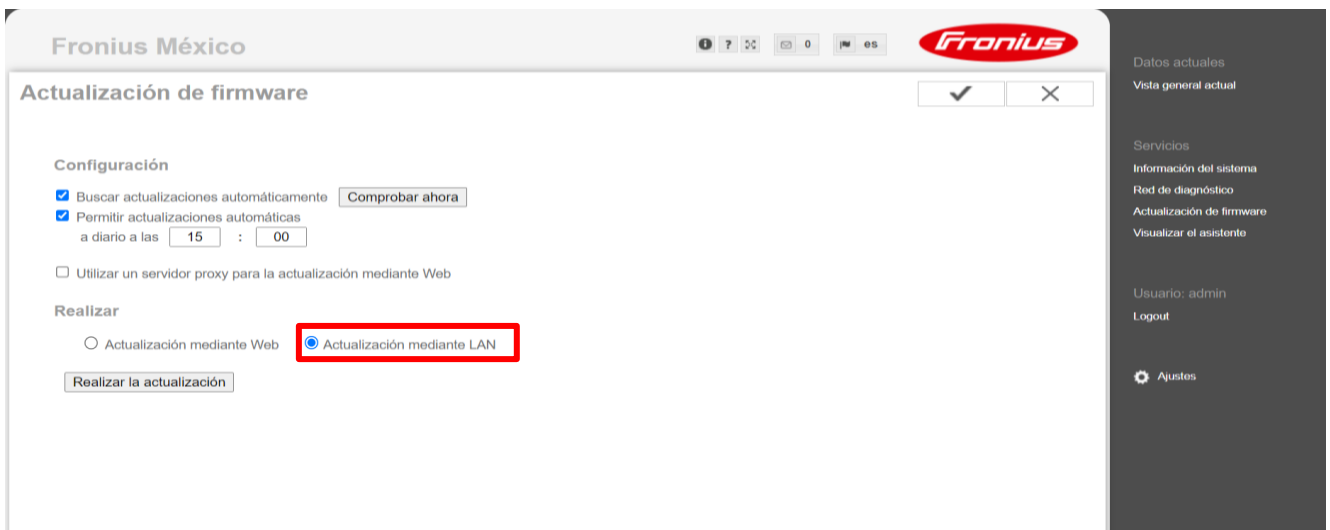 Fronius México
? 0 es
Fronius
Actualización de firmware
Configuración
Buscar actualizaciones automáticamente Comprobar ahora
Permitir actualizaciones automáticas
a diario a las 15 : 00
Utilizar un servidor proxy para la actualización mediante Web
Realizar
Actualización mediante Web Actualización mediante LAN
Realizar la actualización
Datos actuales
Vista general actual
Servicios
Información del sistema
Red de diagnóstico
Actualización de firmware
Visualizar el asistente
Usuario: admin
Logout
Ajustes